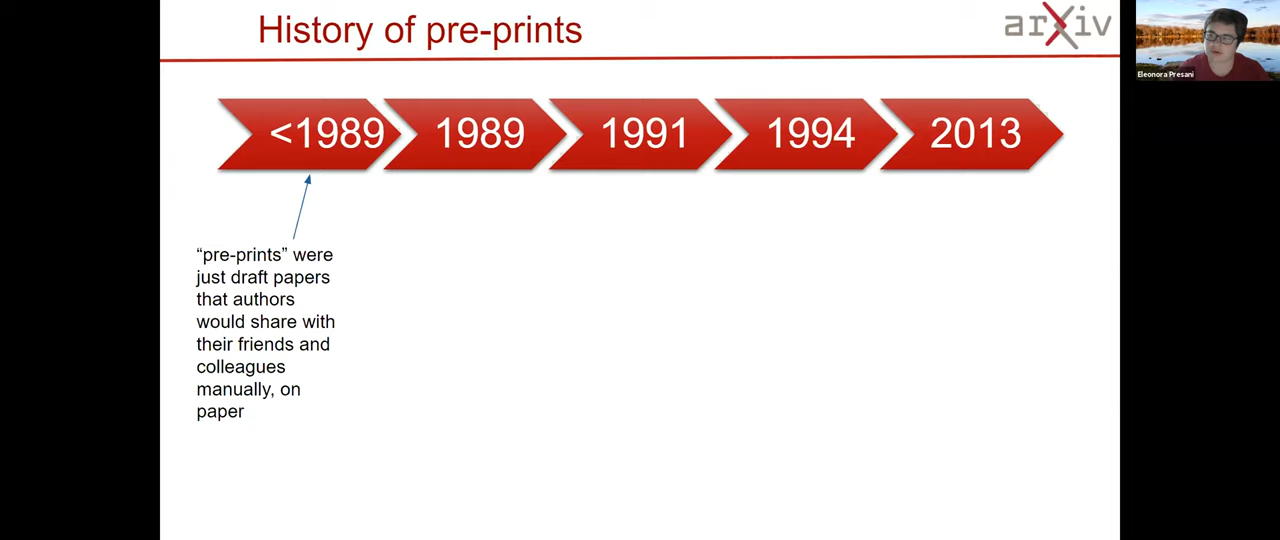 History of pre-prints
arXiv
Eleonora Presani
<1989
1989
1991
1994
2013
“pre-prints” were
just draft papers
that authors
would share with
their friends and
colleagues
manually, on
paper